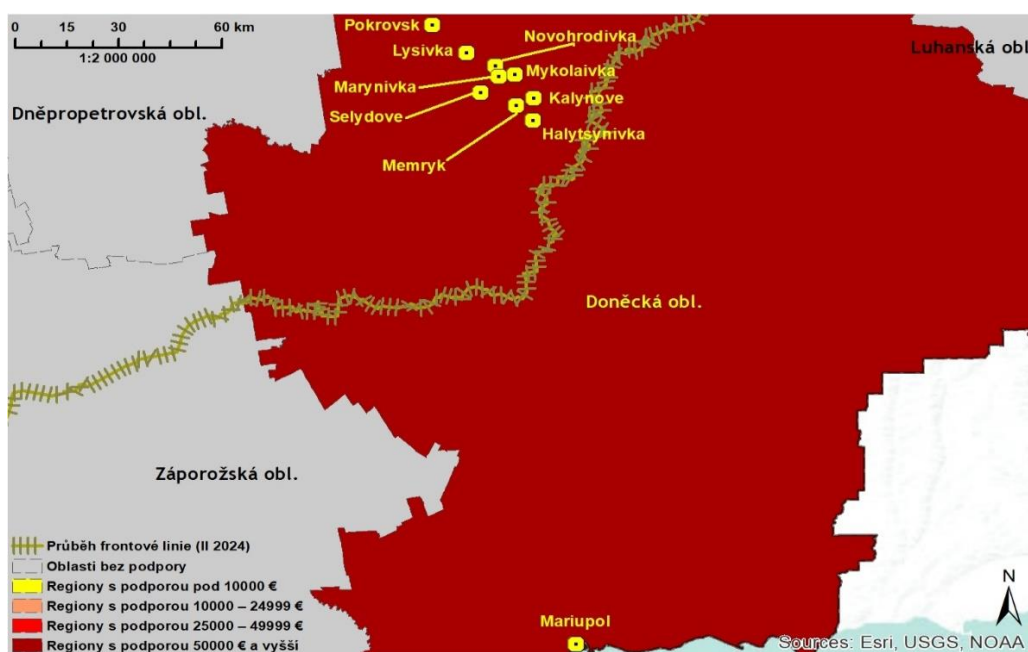 0 15 30 60 km
1:2 000 000
Pokrovsk
Lysivka
Novohrodivka
Marynivka
Mykolaivka
Selydove
Kalynove
Halytsynivka
Memryk
Luhanská obl
Dněpropetrovská obl.
Doněcká obl.
Záporožská obl.
Mariupol
Průběh frontové linie (II 2024)
Oblasti bez podpory
Regiony s podporou pod 10000 €
Regiony s podporou 10000 – 24999 €
Regiony s podporou 25000 – 49999 €
Regiony s podporou 50000 € a vyšší
N
Sources: Esri, USGS, NOAA